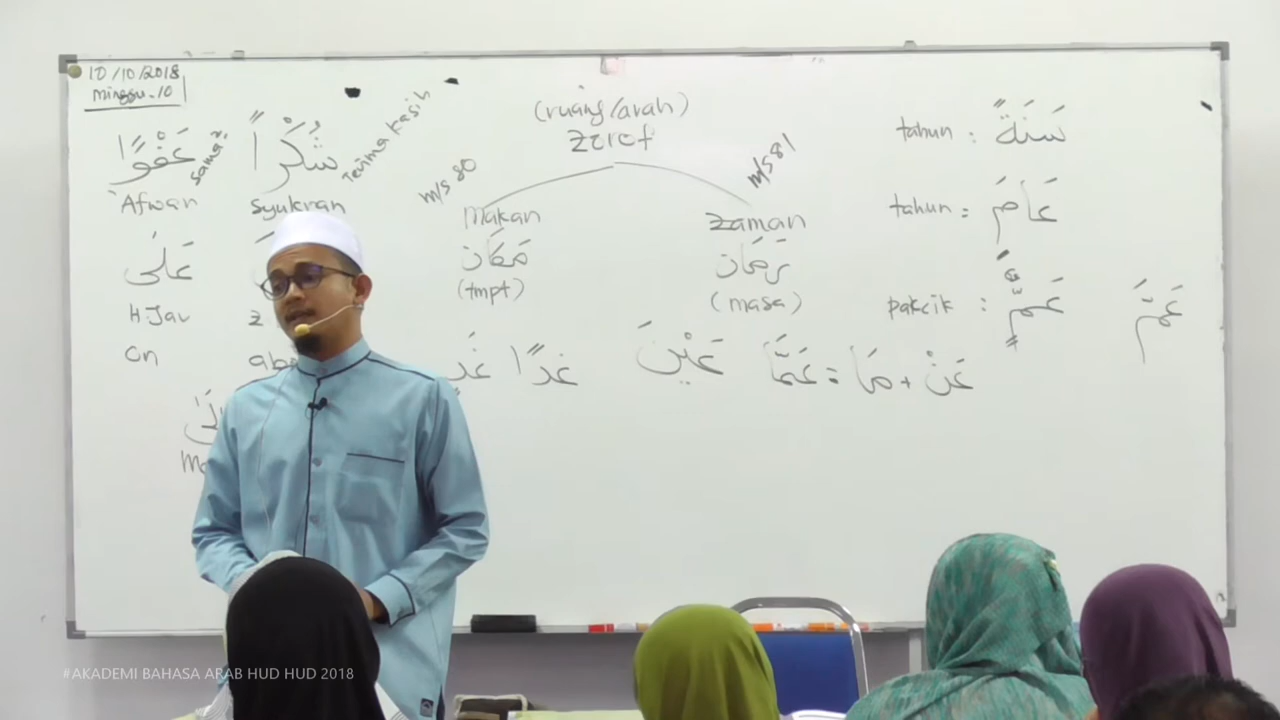 10/10/2018
minggu-10
(ruang/arah)
zorof
m/s 80
m/s 81
شُكْرًا
عَفْوًا
Terima kasih
sama²
'Afwan
syukran
عَلَى
H.Jar
on
makan
مَكَان
(tmpt)
zaman
زَمَان
(masa)
غَدًا
عَيْنَ
عَنْ + مَا = عَمَّا
tahun : سَنَةً
tahun = عَامَ
pakcik : عَمٌّ
عَمَّ
#AKADEMI BAHASA ARAB HUD HUD 2018